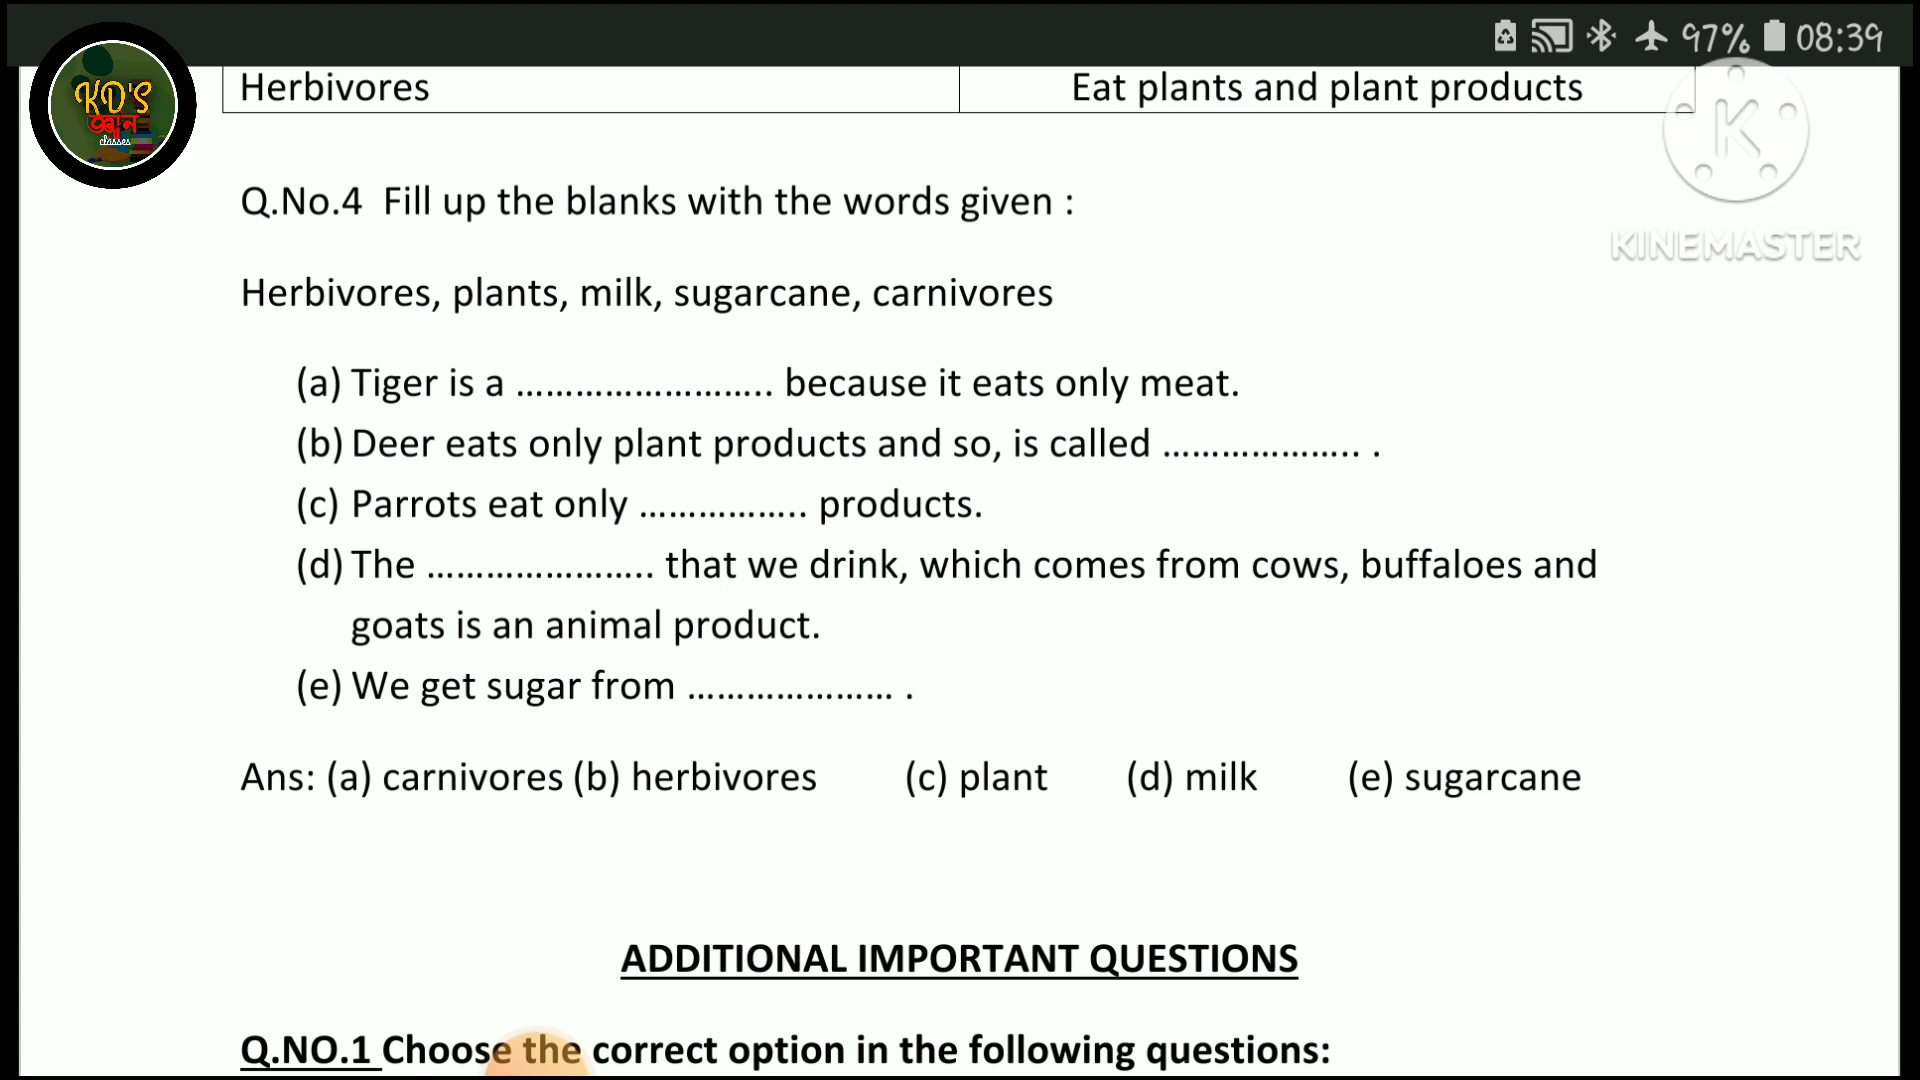 97% 08:39
KD'S
জ্ঞান
classes
Herbivores Eat plants and plant products
K
KINEMASTER
Q.No.4 Fill up the blanks with the words given :
Herbivores, plants, milk, sugarcane, carnivores
(a) Tiger is a …………………….. because it eats only meat.
(b) Deer eats only plant products and so, is called ……………….. .
(c) Parrots eat only …………….. products.
(d) The ………………….. that we drink, which comes from cows, buffaloes and
goats is an animal product.
(e) We get sugar from ………………… .
Ans: (a) carnivores (b) herbivores (c) plant (d) milk (e) sugarcane
ADDITIONAL IMPORTANT QUESTIONS
Q.NO.1 Choose the correct option in the following questions: